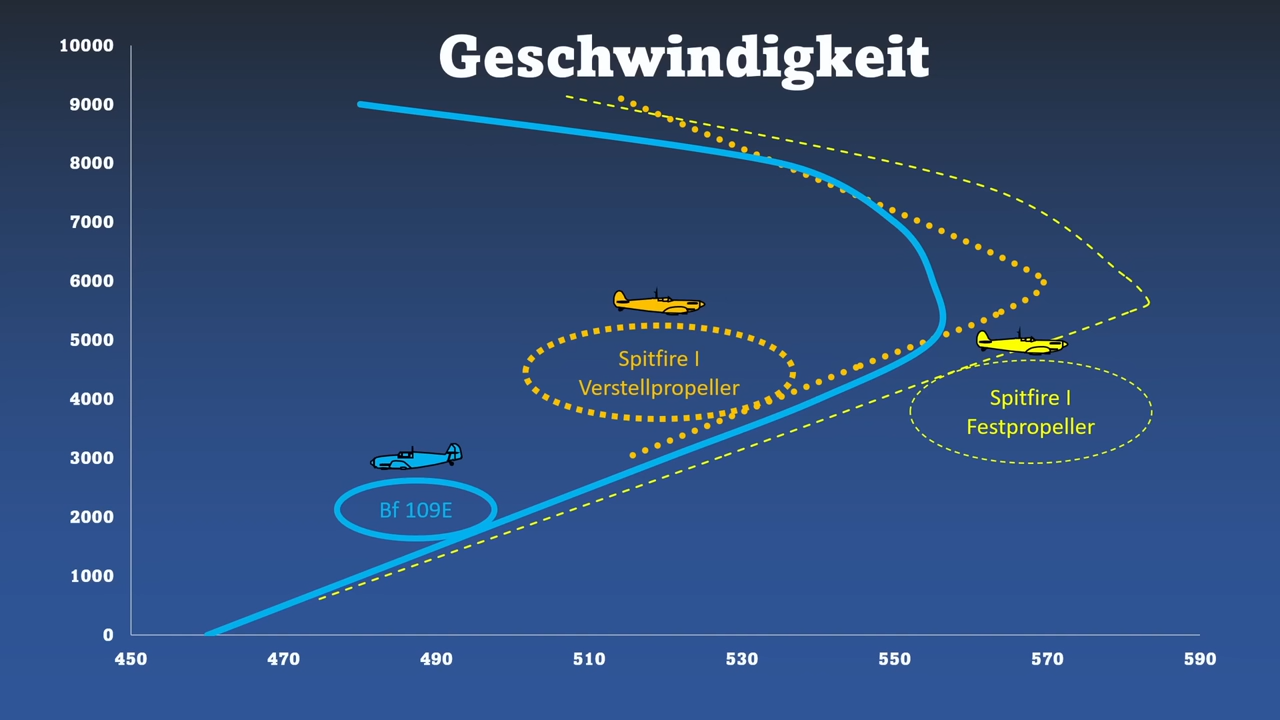 Geschwindigkeit
10000
9000
8000
7000
6000
5000
4000
3000
2000
1000
0
450 470 490 510 530 550 570 590
Spitfire I
Verstellpropeller
Spitfire I
Festpropeller
Bf 109E